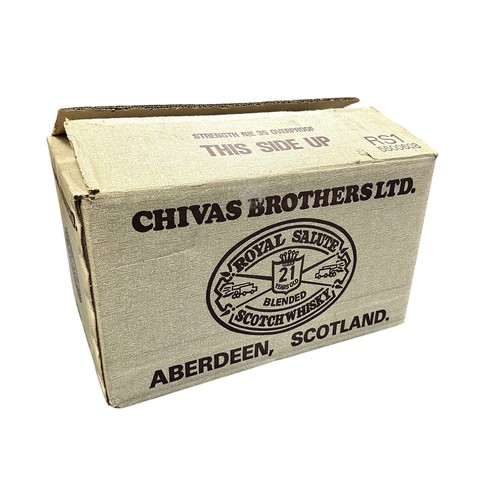 STRENGTH N/E 35 OVERPROOF
THIS SIDE UP
RS1
CHIVAS BROTHERS LTD.
ROYAL SALUTE
21
YEARS OLD
BLENDED
SCOTCH WHISKY
ABERDEEN, SCOTLAND.